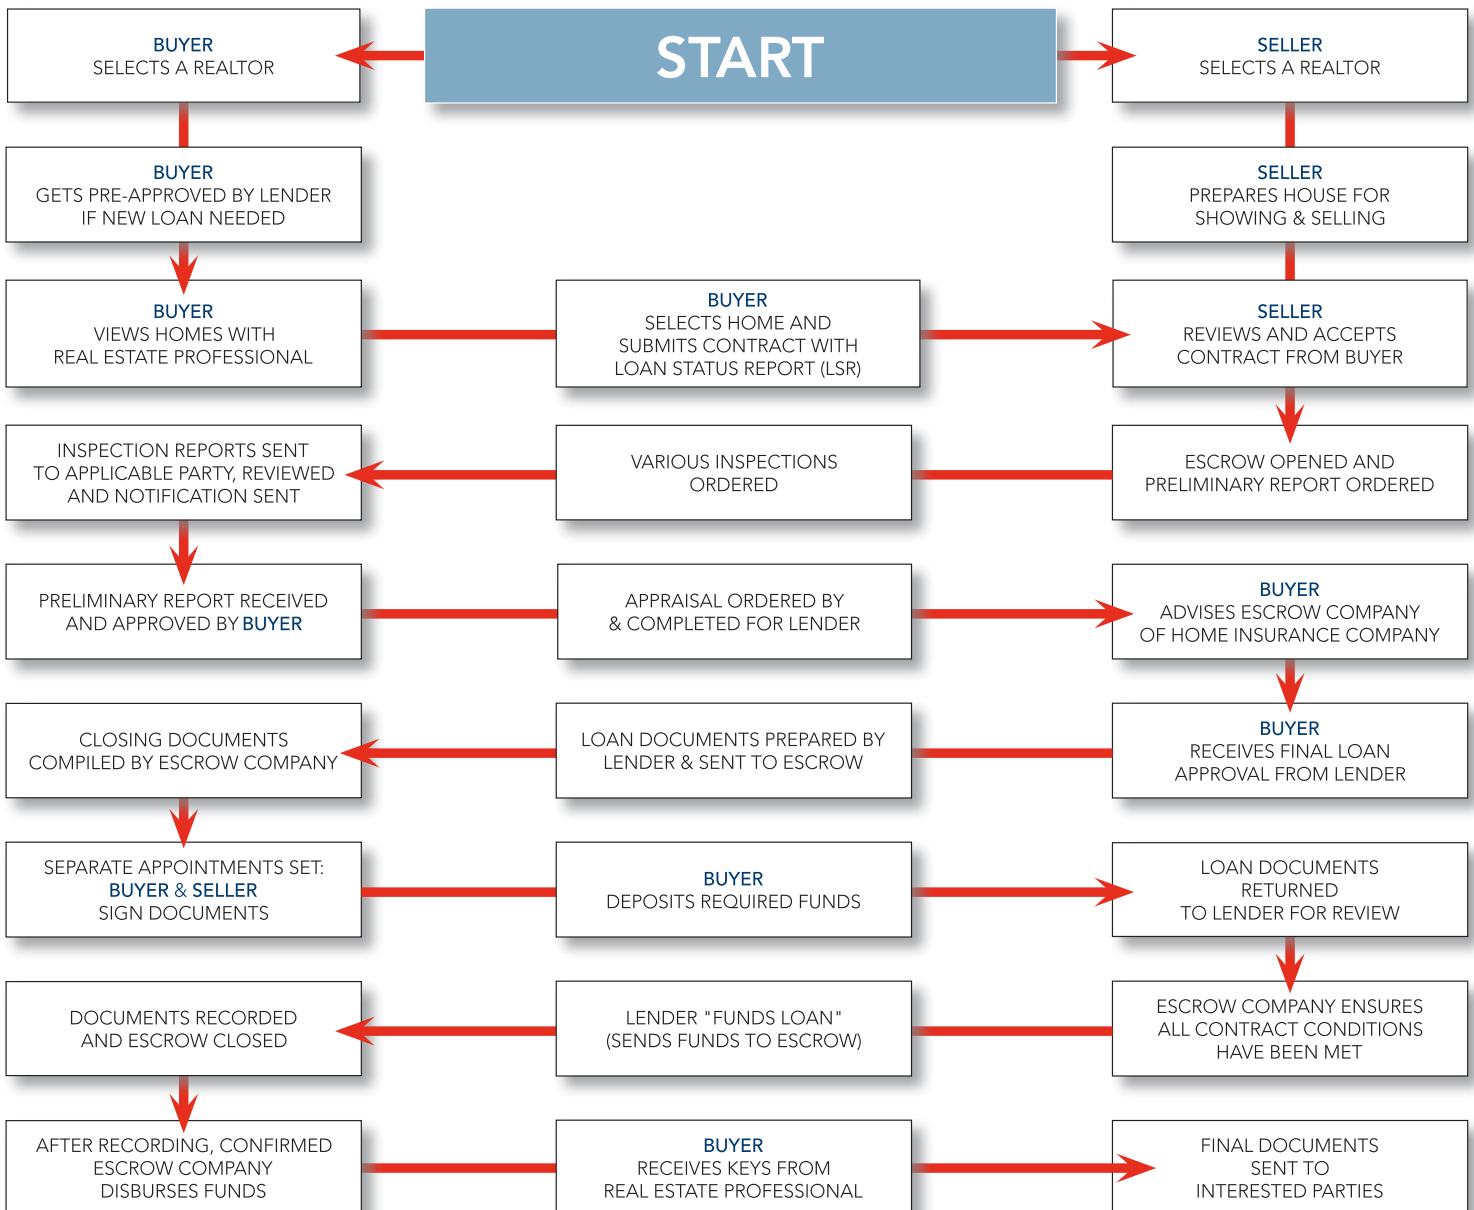 START
BUYER
SELECTS A REALTOR
SELLER
SELECTS A REALTOR
BUYER
GETS PRE-APPROVED BY LENDER
IF NEW LOAN NEEDED
SELLER
PREPARES HOUSE FOR
SHOWING & SELLING
BUYER
VIEWS HOMES WITH
REAL ESTATE PROFESSIONAL
BUYER
SELECTS HOME AND
SUBMITS CONTRACT WITH
LOAN STATUS REPORT (LSR)
SELLER
REVIEWS AND ACCEPTS
CONTRACT FROM BUYER
ESCROW OPENED AND
PRELIMINARY REPORT ORDERED
VARIOUS INSPECTIONS
ORDERED
INSPECTION REPORTS SENT
TO APPLICABLE PARTY, REVIEWED
AND NOTIFICATION SENT
PRELIMINARY REPORT RECEIVED
AND APPROVED BY BUYER
APPRAISAL ORDERED BY
& COMPLETED FOR LENDER
BUYER
ADVISES ESCROW COMPANY
OF HOME INSURANCE COMPANY
BUYER
RECEIVES FINAL LOAN
APPROVAL FROM LENDER
LOAN DOCUMENTS PREPARED BY
LENDER & SENT TO ESCROW
CLOSING DOCUMENTS
COMPILED BY ESCROW COMPANY
SEPARATE APPOINTMENTS SET:
BUYER & SELLER
SIGN DOCUMENTS
BUYER
DEPOSITS REQUIRED FUNDS
LOAN DOCUMENTS
RETURNED
TO LENDER FOR REVIEW
ESCROW COMPANY ENSURES
ALL CONTRACT CONDITIONS
HAVE BEEN MET
LENDER "FUNDS LOAN"
(SENDS FUNDS TO ESCROW)
DOCUMENTS RECORDED
AND ESCROW CLOSED
AFTER RECORDING, CONFIRMED
ESCROW COMPANY
DISBURSES FUNDS
BUYER
RECEIVES KEYS FROM
REAL ESTATE PROFESSIONAL
FINAL DOCUMENTS
SENT TO
INTERESTED PARTIES